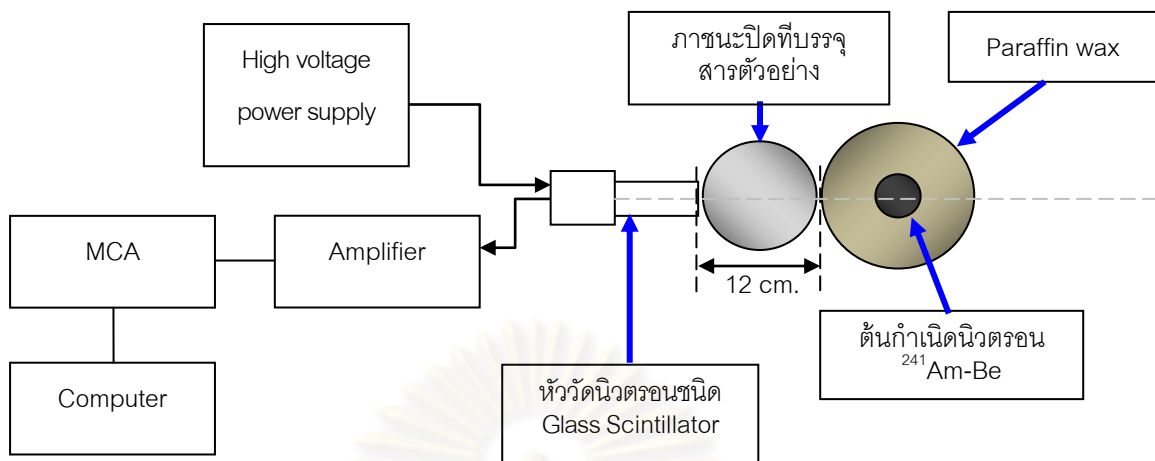 High voltage
power supply
ภาชนะปิดที่บรรจุ
สารตัวอย่าง
Paraffin wax
MCA
Amplifier
12 cm.
Computer
หัววัดนิวตรอนชนิด
Glass Scintillator
ต้นกำเนิดนิวตรอน
²⁴¹Am-Be